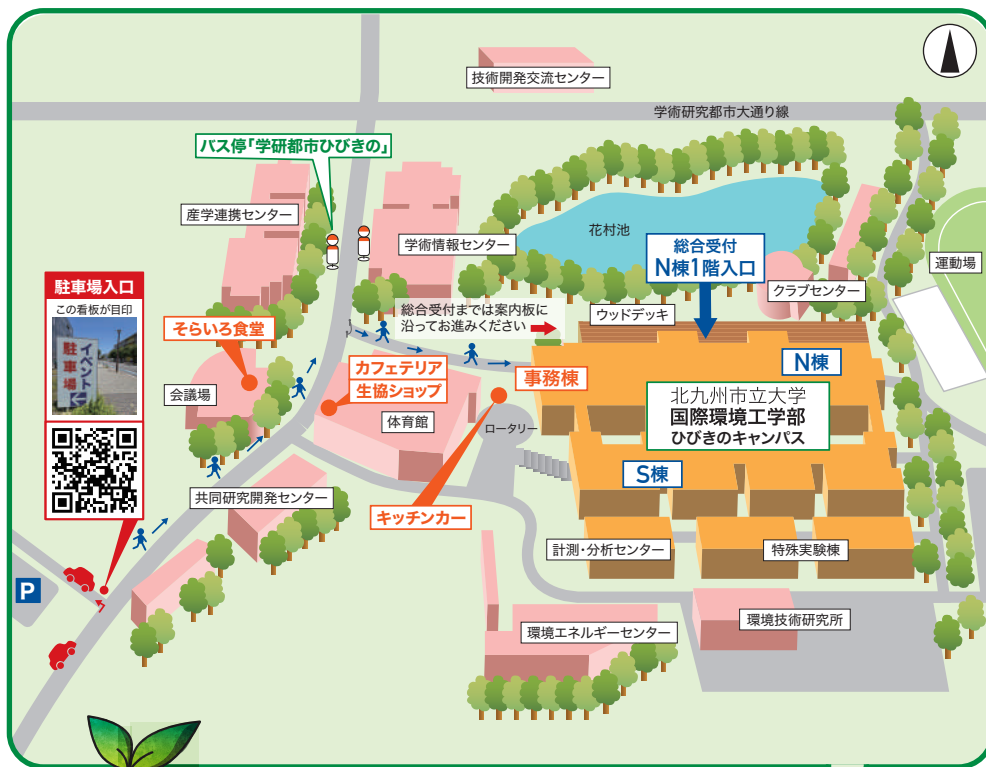 技術開発交流センター
学術研究都市大通り線
バス停「学研都市ひびきの」
産学連携センター
学術情報センター
花村池
総合受付
N棟1階入口
クラブセンター
運動場
駐車場入口
この看板が目印
イベント
駐車場
総合受付までは案内板に
沿ってお進みください
ウッドデッキ
そらいろ食堂
カフェテリア
生協ショップ
事務棟
N棟
会議場
体育館
ロータリー
北九州市立大学
国際環境工学部
ひびきのキャンパス
S棟
共同研究開発センター
キッチンカー
計測・分析センター
特殊実験棟
P
環境エネルギーセンター
環境技術研究所